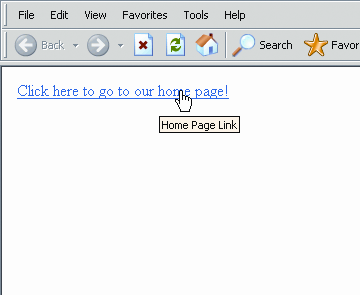 File Edit View Favorites Tools Help
Back Search Favor
Click here to go to our home page!
Home Page Link